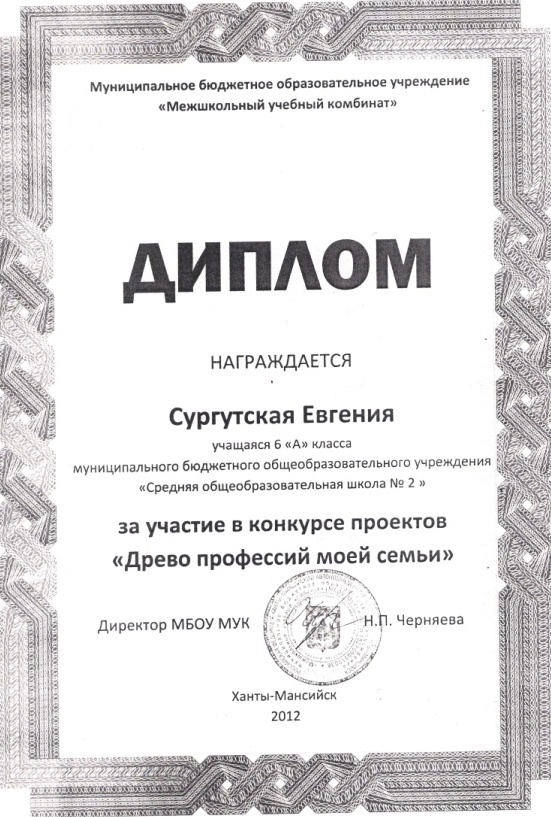 Муниципальное бюджетное образовательное учреждение
«Межшкольный учебный комбинат»
ДИПЛОМ
НАГРАЖДАЕТСЯ
Сургутская Евгения
учащаяся 6 «А» класса
муниципального бюджетного общеобразовательного учреждения
«Средняя общеобразовательная школа № 2 »
за участие в конкурсе проектов
«Древо профессий моей семьи»
Директор МБОУ МУК Н.П. Черняева
Ханты-Мансийск
2012